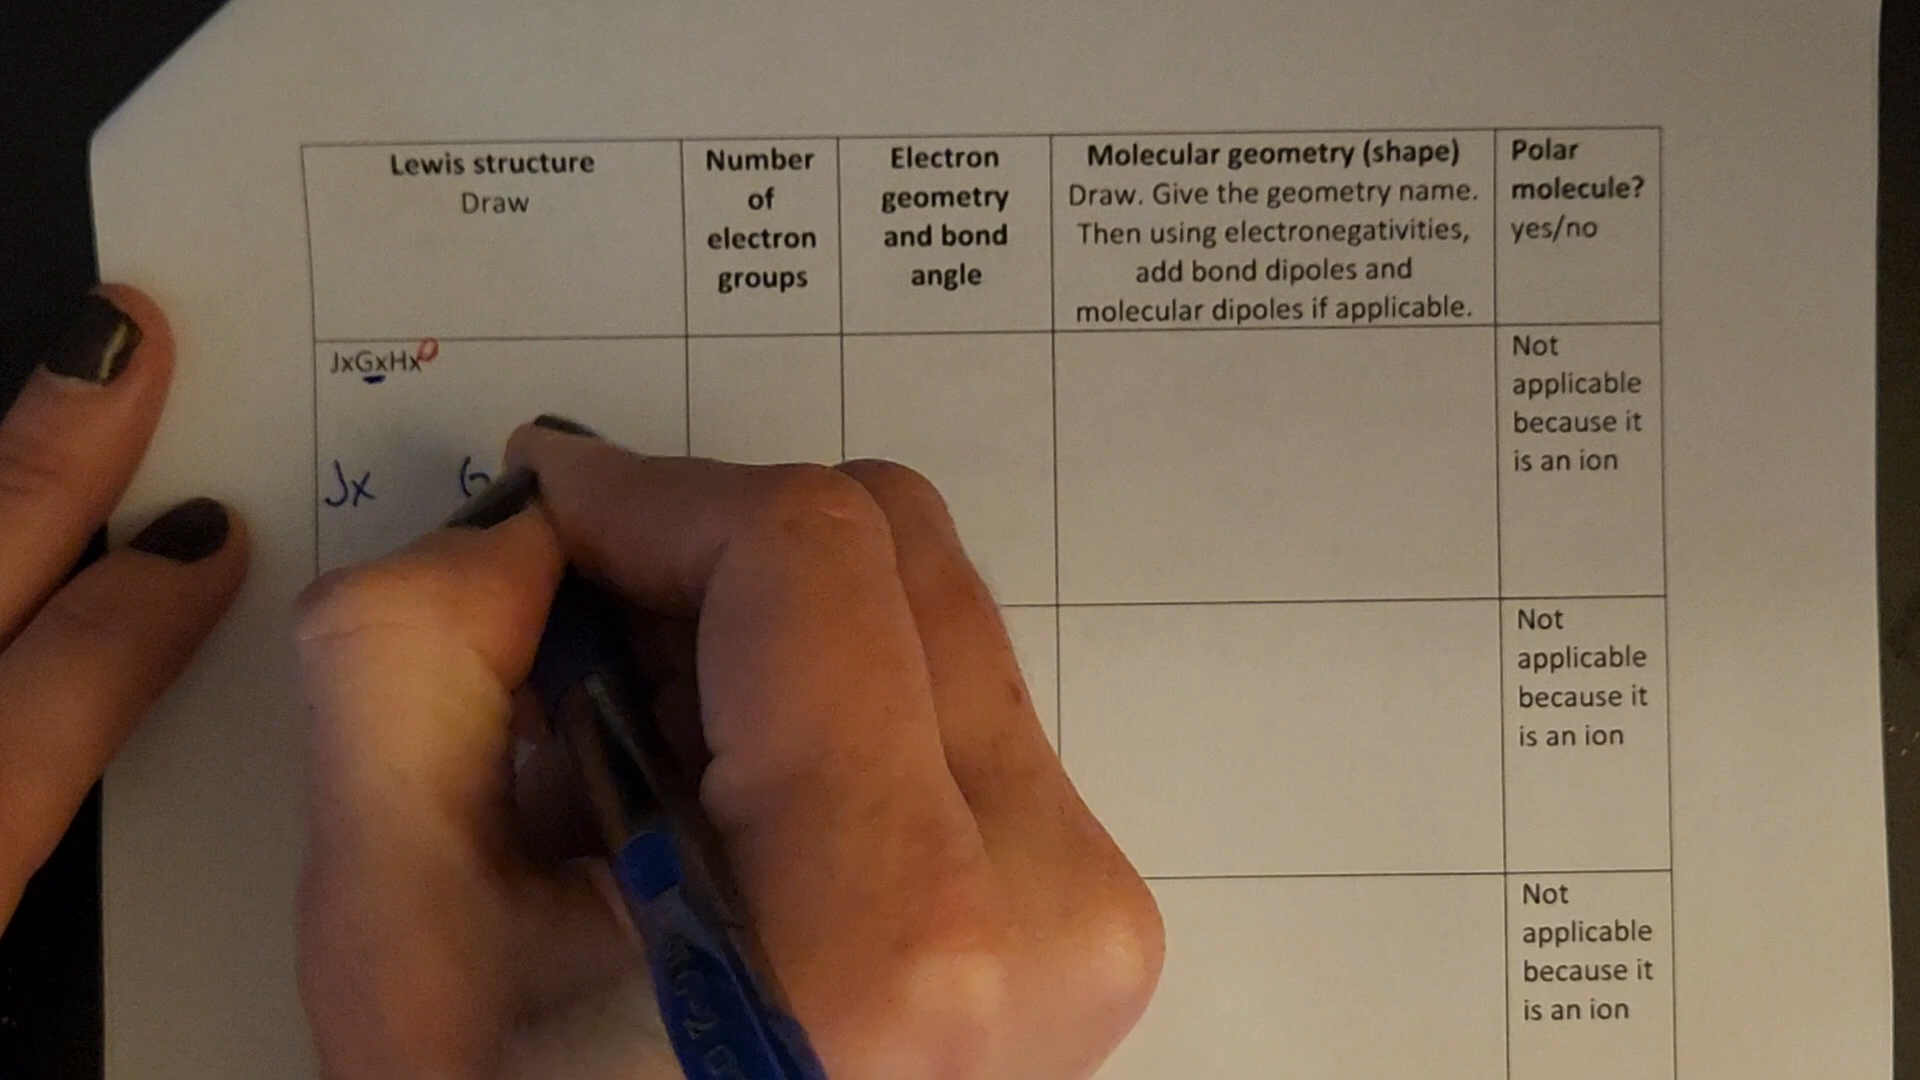 Lewis structure
Draw
Number
of
electron
groups
Electron
geometry
and bond
angle
Molecular geometry (shape)
Draw. Give the geometry name.
Then using electronegativities,
add bond dipoles and
molecular dipoles if applicable.
Polar
molecule?
yes/no
JxGxHx
Jx G
Not
applicable
because it
is an ion
Not
applicable
because it
is an ion
Not
applicable
because it
is an ion